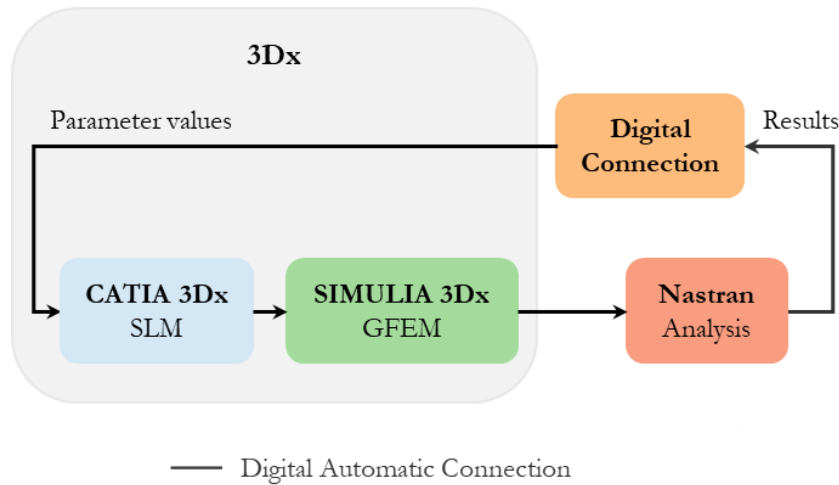 3Dx
Parameter values
Digital
Connection
Results
CATIA 3Dx
SLM
SIMULIA 3Dx
GFEM
Nastran
Analysis
Digital Automatic Connection